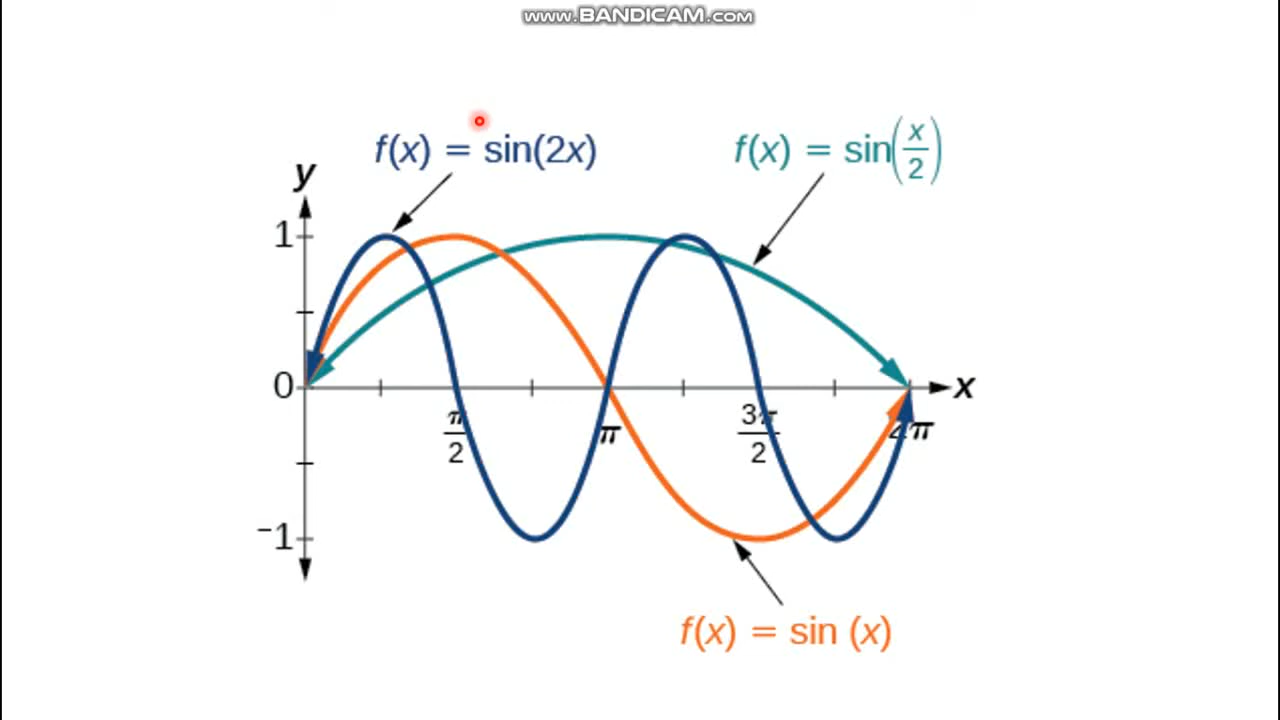 www.BANDICAM.com
f(x) = sin(2x)
f(x) = sin(x/2)
y
1
0
x
π/2
π
3π/2
2π
−1
f(x) = sin (x)